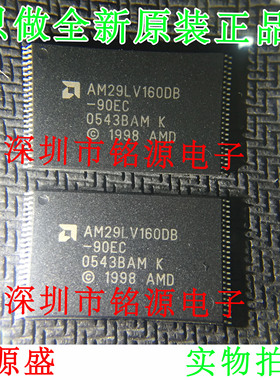 只做全新原装正品
AM29LV160DB
-90EC
0543BAM K
© 1998 AMD
深圳市铭源电子
AM29LV160DB
-90EC
0543BAM K
© 1998 AMD
深圳市铭源电子
源盛
实物拍